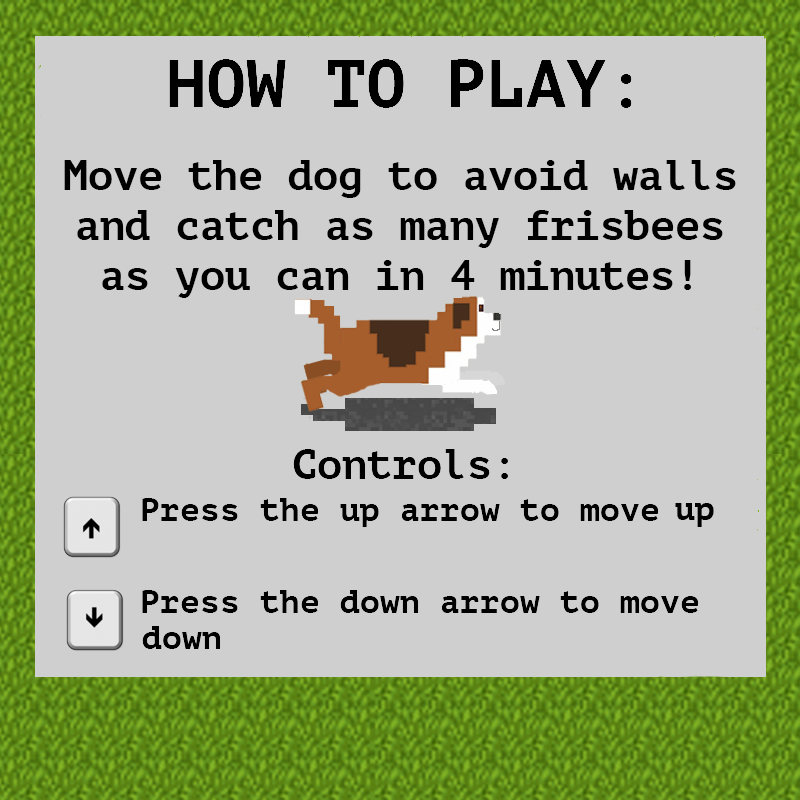 HOW TO PLAY:
Move the dog to avoid walls
and catch as many frisbees
as you can in 4 minutes!
Controls:
Press the up arrow to move up
Press the down arrow to move
down